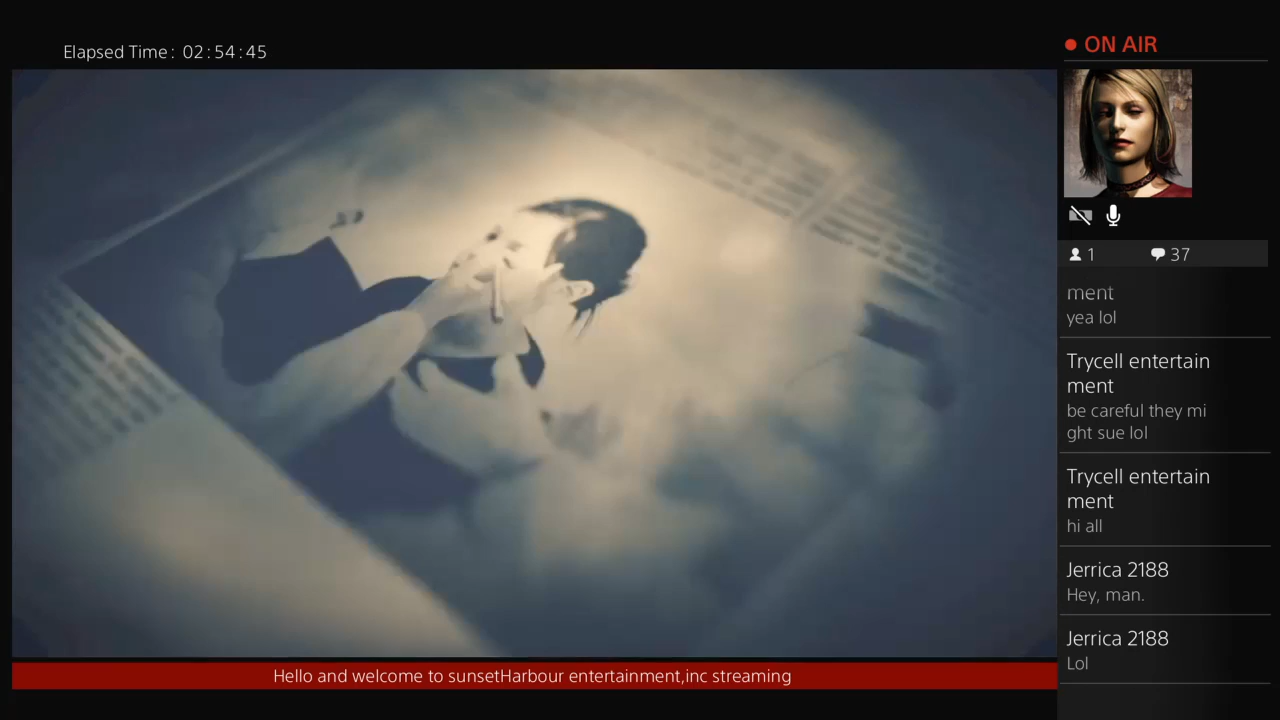 Elapsed Time: 02:54:45
ON AIR
1 37
ment
yea lol
Trycell entertain
ment
be careful they mi
ght sue lol
Trycell entertain
ment
hi all
Jerrica 2188
Hey, man.
Jerrica 2188
Lol
Hello and welcome to sunsetHarbour entertainment,inc streaming